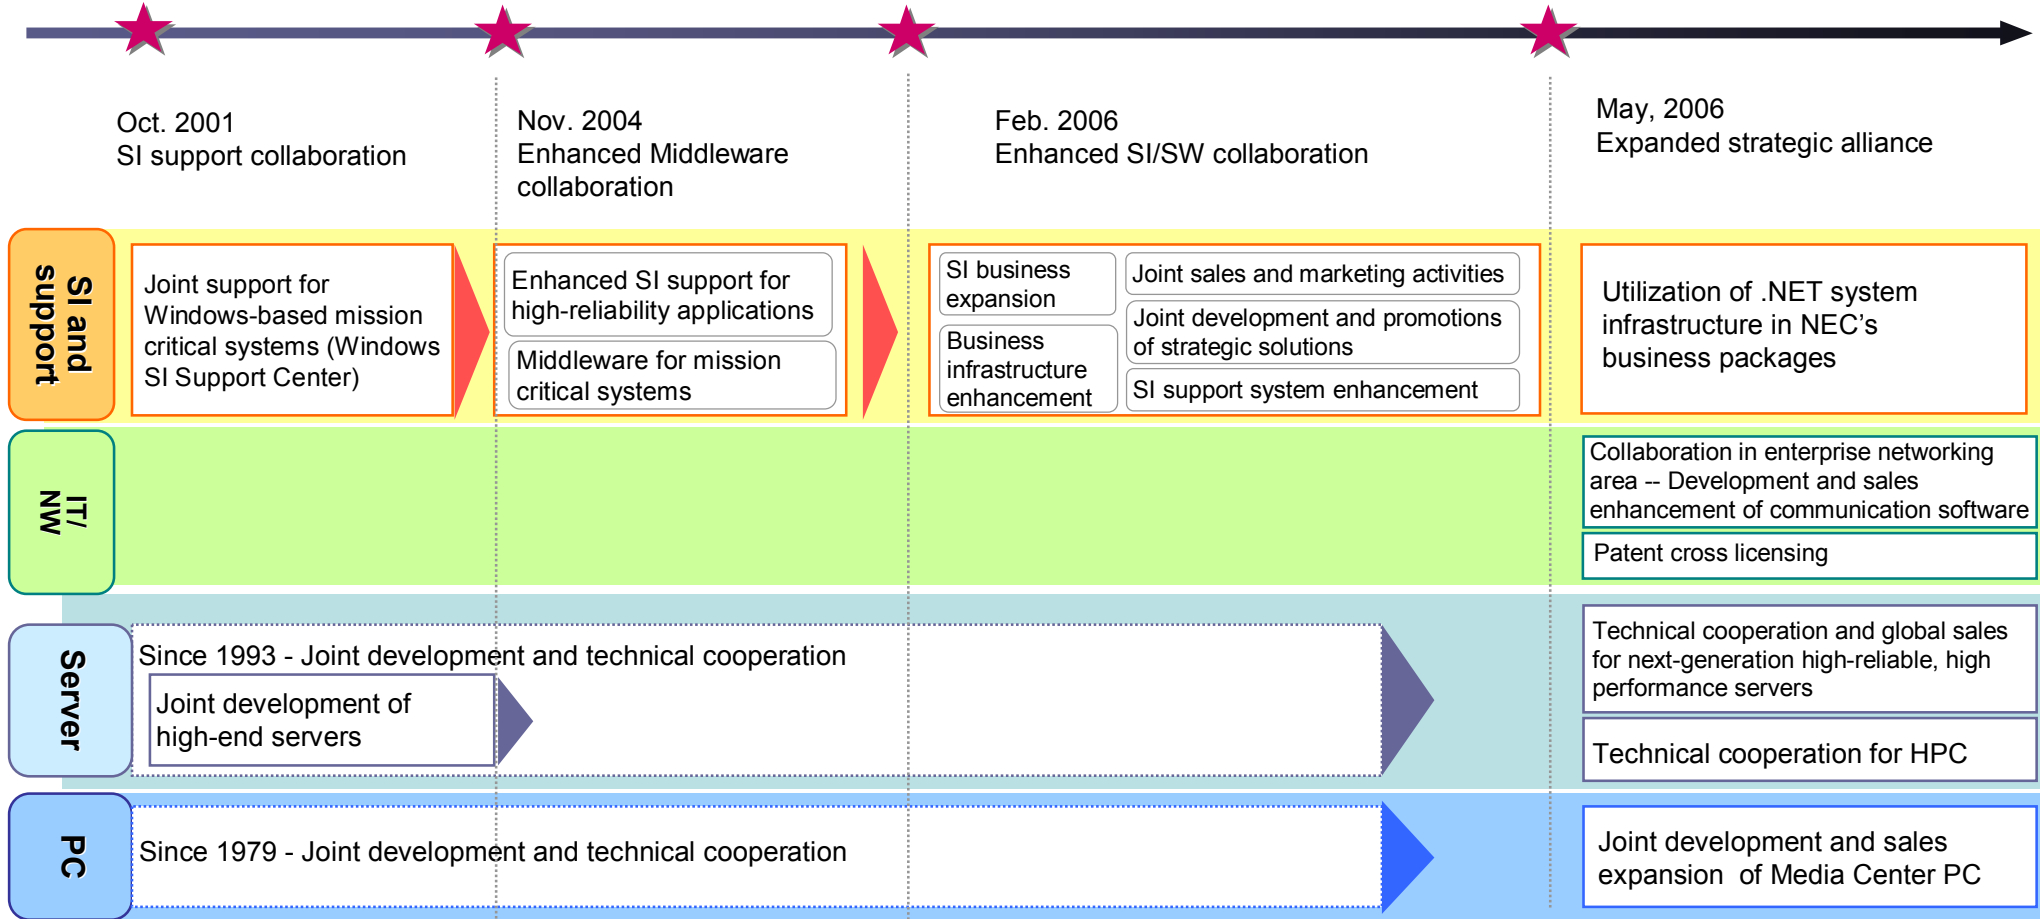 Oct. 2001
SI support collaboration
Nov. 2004
Enhanced Middleware
collaboration
Feb. 2006
Enhanced SI/SW collaboration
May, 2006
Expanded strategic alliance
SI and
support
Joint support for
Windows-based mission
critical systems (Windows
SI Support Center)
Enhanced SI support for
high-reliability applications
Middleware for mission
critical systems
SI business
expansion
Business
infrastructure
enhancement
Joint sales and marketing activities
Joint development and promotions
of strategic solutions
SI support system enhancement
Utilization of .NET system
infrastructure in NEC’s
business packages
IT/
NW
Collaboration in enterprise networking
area -- Development and sales
enhancement of communication software
Patent cross licensing
Server
Since 1993 - Joint development and technical cooperation
Joint development of
high-end servers
Technical cooperation and global sales
for next-generation high-reliable, high
performance servers
Technical cooperation for HPC
PC
Since 1979 - Joint development and technical cooperation
Joint development and sales
expansion of Media Center PC